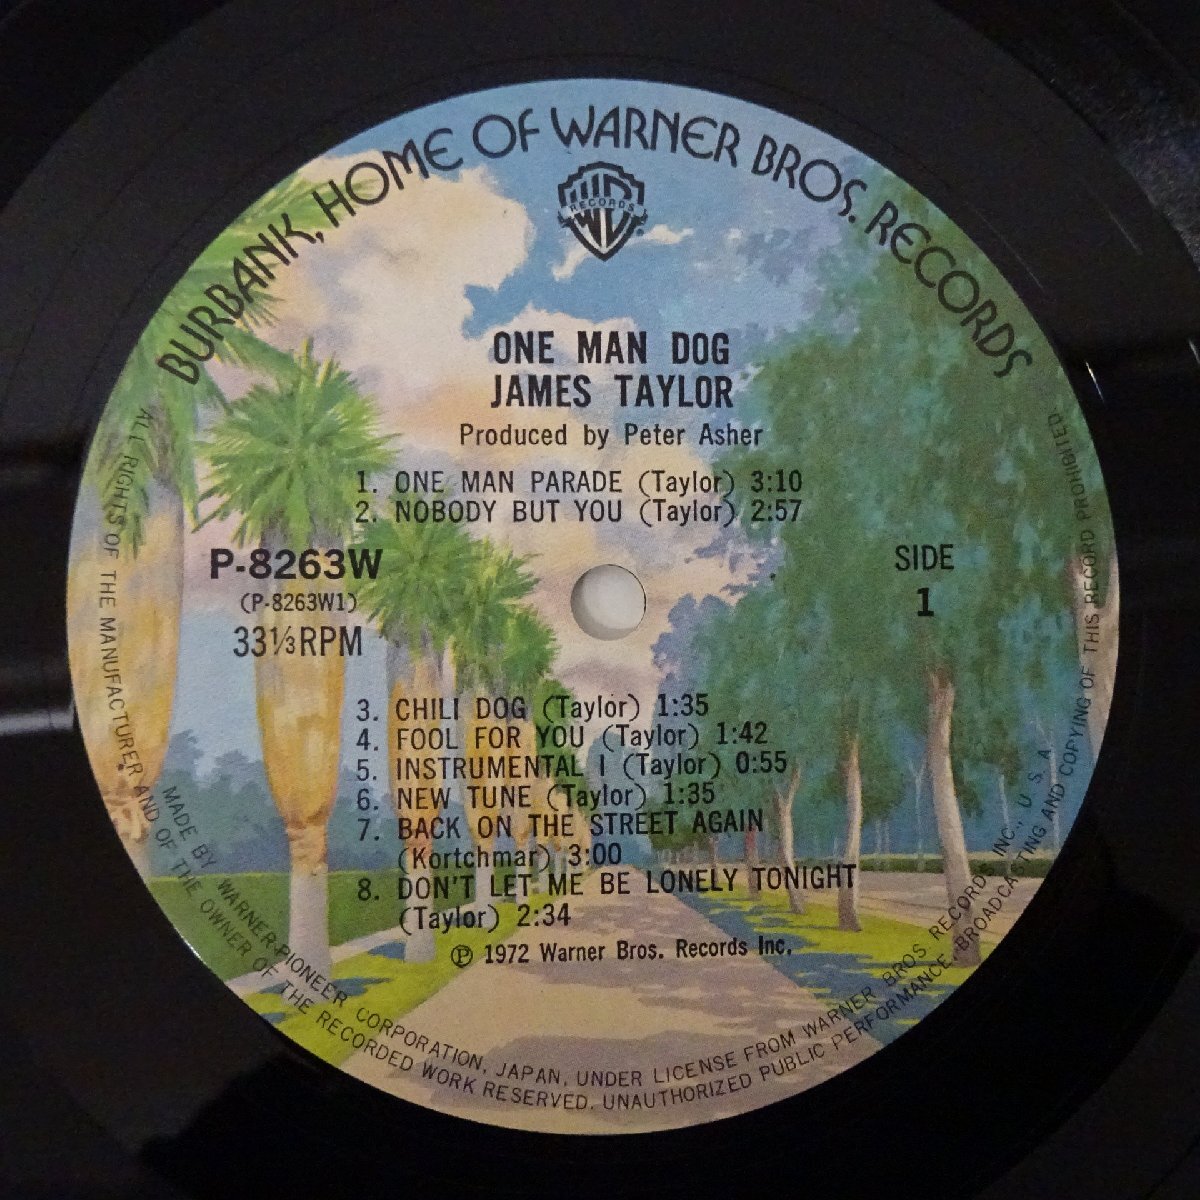 BURBANK, HOME OF WARNER BROS. RECORDS
RECORDS
ONE MAN DOG
JAMES TAYLOR
Produced by Peter Asher
1. ONE MAN PARADE (Taylor) 3:10
2. NOBODY BUT YOU (Taylor) 2:57
P-8263W
(P-8263W1)
33⅓ RPM
SIDE
1
3. CHILI DOG (Taylor) 1:35
4. FOOL FOR YOU (Taylor) 1:42
5. INSTRUMENTAL I (Taylor) 0:55
6. NEW TUNE (Taylor) 1:35
7. BACK ON THE STREET AGAIN
(Kortchmar) 3:00
8. DON'T LET ME BE LONELY TONIGHT
(Taylor) 2:34
℗ 1972 Warner Bros. Records Inc.
MADE BY WARNER-PIONEER CORPORATION, JAPAN, UNDER LICENSE FROM WARNER BROS RECORDS INC., U S A
ALL RIGHTS OF THE MANUFACTURER AND OF THE OWNER OF THE RECORDED WORK RESERVED. UNAUTHORIZED PUBLIC PERFORMANCE, BROADCASTING AND COPYING OF THIS RECORD PROHIBITED